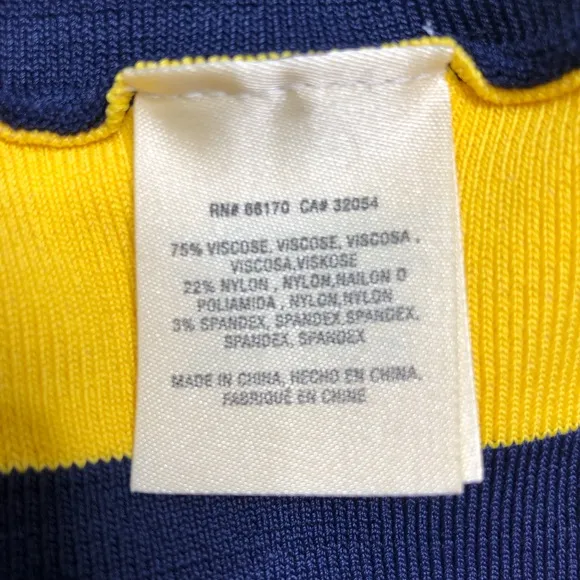 RN# 66170 CA# 32054
75% VISCOSE, VISCOSE, VISCOSA,
VISCOSA,VISKOSE
22% NYLON, NYLON,NAILON O
POLIAMIDA, NYLON,NYLON
3% SPANDEX, SPANDEX,SPANDEX,
SPANDEX, SPANDEX
MADE IN CHINA, HECHO EN CHINA,
FABRIQUÉ EN CHINE